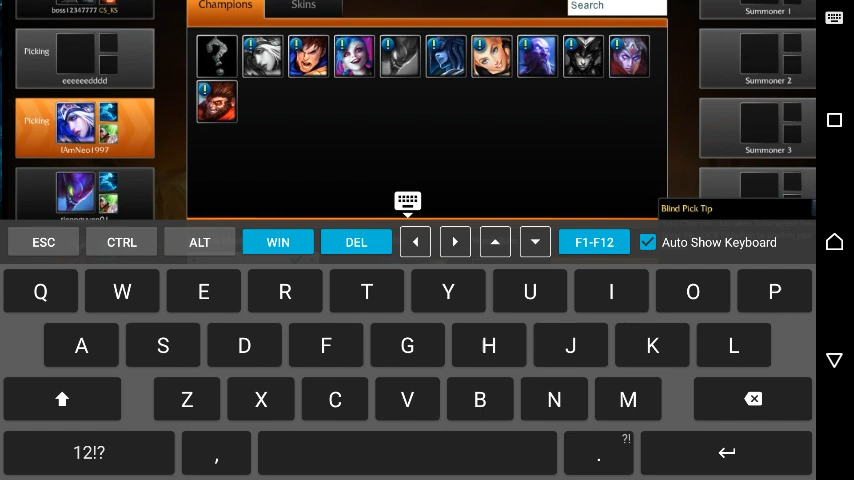 boss12347777 CS_KS
Champions
Skins
Search
Summoner 1
Picking
eeeeeedddd
Summoner 2
Picking
IAmNeo1997
Summoner 3
Blind Pick Tip
ESC
CTRL
ALT
WIN
DEL
F1-F12
Auto Show Keyboard
Q W E R T Y U I O P
A S D F G H J K L
Z X C V B N M
?!
12!? , .